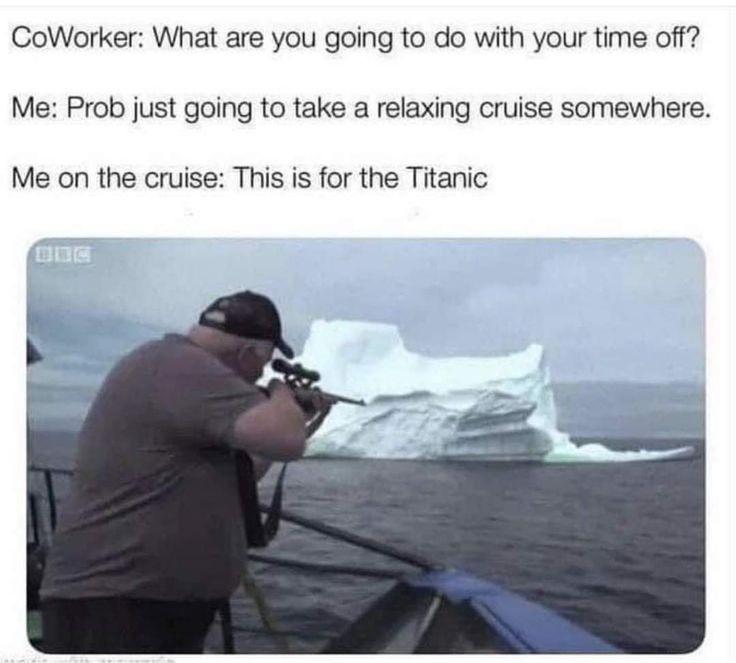 CoWorker: What are you going to do with your time off?
Me: Prob just going to take a relaxing cruise somewhere.
Me on the cruise: This is for the Titanic
BBC